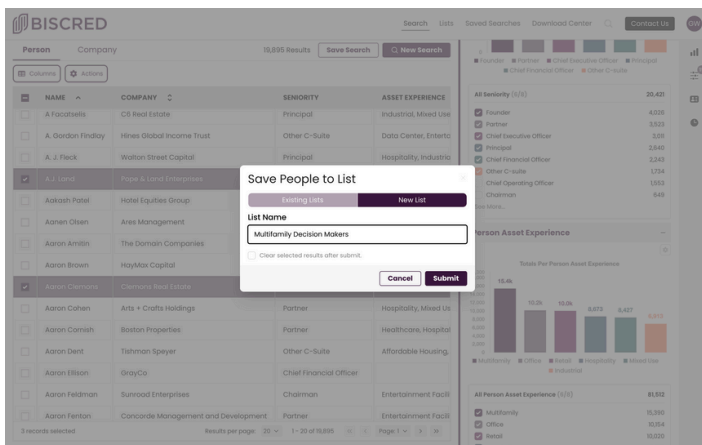 BISCRED
Search Lists Saved Searches Download Center Contact Us GW
Person Company 19,895 Results Save Search New Search
Columns Actions
NAME COMPANY SENIORITY ASSET EXPERIENCE
A Facatselis C6 Real Estate Principal Industrial, Mixed Use
A. Gordon Findlay Hines Global Income Trust Other C-Suite Data Center, Enterta
A. J. Fleck Walton Street Capital Principal Hospitality, Industria
A.J. Land Pope & Land Enterprises
Aakash Patel Hotel Equities Group
Aanen Olsen Ares Management
Aaron Amitin The Domain Companies
Aaron Brown HayMax Capital
Aaron Clemons Clemons Real Estate
Aaron Cohen Arts + Crafts Holdings Partner Hospitality, Mixed Us
Aaron Cornish Boston Properties Partner Healthcare, Hospital
Aaron Dent Tishman Speyer Other C-Suite Affordable Housing,
Aaron Ellison GrayCo Chief Financial Officer
Aaron Feldman Sunroad Enterprises Chairman Entertainment Facili
Aaron Fenton Concorde Management and Development Partner Entertainment Facili
3 records selected Results per page: 20 1 - 20 of 19,895 Page: 1
Save People to List
Existing Lists New List
List Name
Multifamily Decision Makers
Clear selected results after submit.
Cancel Submit
Founder Partner Chief Executive Officer Principal
Chief Financial Officer Other C-suite
All Seniority (6/8) 20,421
Founder 4,026
Partner 5,533
Chief Executive Officer
Principal 2,640
Chief Financial Officer 2,243
Other C-suite 1,724
Chief Operating Officer 1,553
Chairman 648
See More...
Person Asset Experience
Totals Per Person Asset Experience
15.4k
10.2k 10.0k
8,873 8,437
Multifamily Office Retail Hospitality Mixed Use
Industrial
All Person Asset Experience (6/6) 81,512
Multifamily 15,380
Office 10,154
Retail 10,020